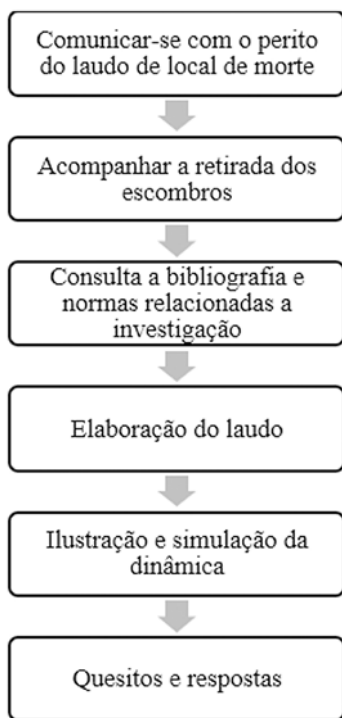 Comunicar-se com o perito
do laudo de local de morte
Acompanhar a retirada dos
escombros
Consulta a bibliografia e
normas relacionadas a
investigação
Elaboração do laudo
Ilustração e simulação da
dinâmica
Quesitos e respostas